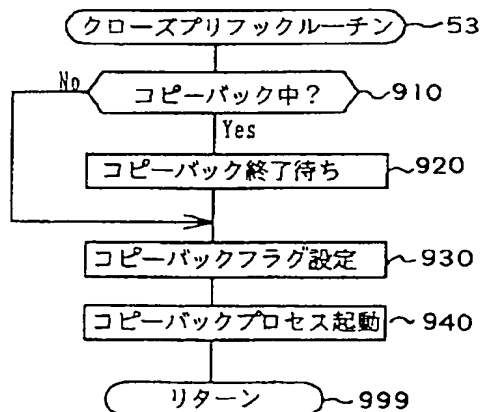 クローズプリフックルーチン 53
No
コピーバック中? 910
Yes
コピーバック終了待ち 920
コピーバックフラグ設定 930
コピーバックプロセス起動 940
リターン 999